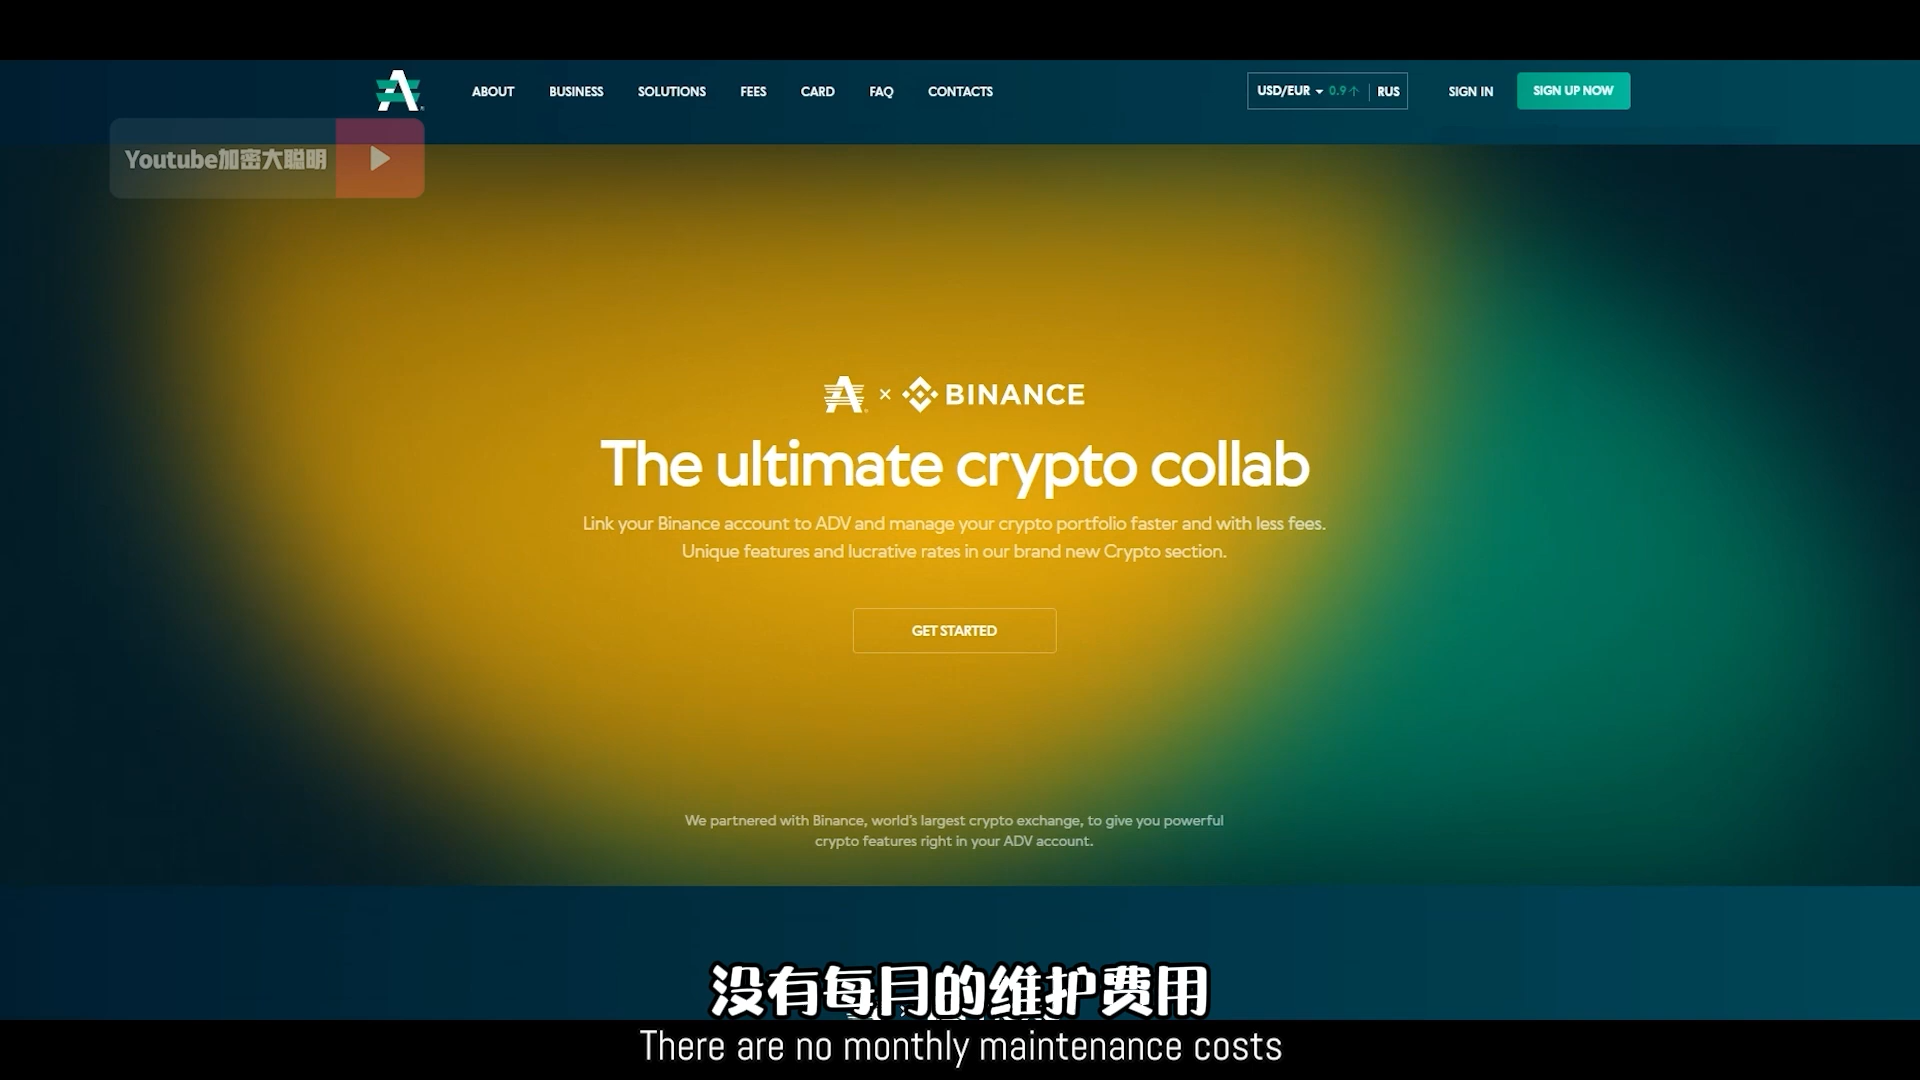 ABOUT BUSINESS SOLUTIONS FEES CARD FAQ CONTACTS USD/EUR 0.9 RUS SIGN IN SIGN UP NOW
Youtube加密大聪明
A × BINANCE
The ultimate crypto collab
Link your Binance account to ADV and manage your crypto portfolio faster and with less fees.
Unique features and lucrative rates in our brand new Crypto section.
GET STARTED
We partnered with Binance, world's largest crypto exchange, to give you powerful
crypto features right in your ADV account.
没有每月的维护费用
There are no monthly maintenance costs